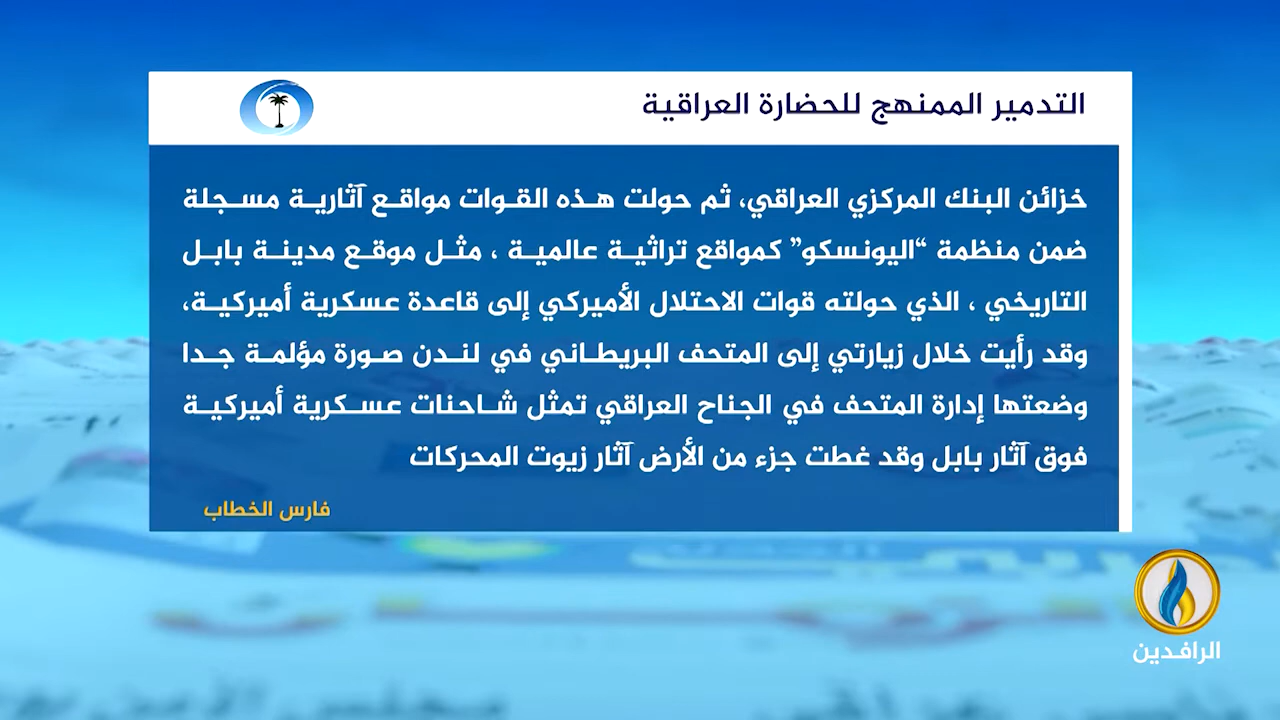 التدمير الممنهج للحضارة العراقية
خزائن البنك المركزي العراقي، ثم حولت هذه القوات مواقع آثارية مسجلة
ضمن منظمة “اليونسكو” كمواقع تراثية عالمية ، مثل موقع مدينة بابل
التاريخي ، الذي حولته قوات الاحتلال الأميركي إلى قاعدة عسكرية أميركية،
وقد رأيت خلال زيارتي إلى المتحف البريطاني في لندن صورة مؤلمة جدا
وضعتها إدارة المتحف في الجناح العراقي تمثل شاحنات عسكرية أميركية
فوق آثار بابل وقد غطت جزء من الأرض آثار زيوت المحركات
فارس الخطاب
الرافدين